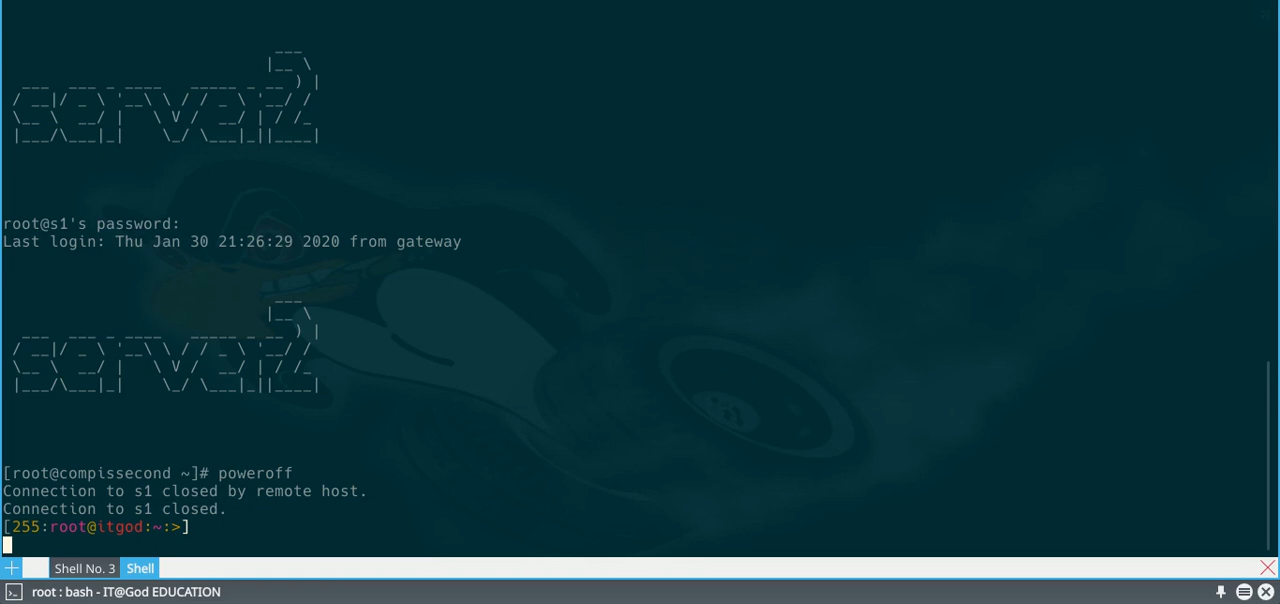 server2
root@s1's password:
Last login: Thu Jan 30 21:26:29 2020 from gateway
server2
[root@compissecond ~]# poweroff
Connection to s1 closed by remote host.
Connection to s1 closed.
[255:root@itgod:~:>]
Shell No. 3 Shell
root : bash - IT@God EDUCATION